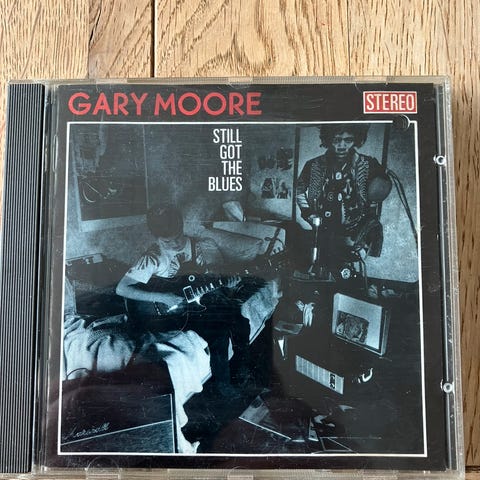 GARY MOORE
STEREO
STILL
GOT
THE
BLUES